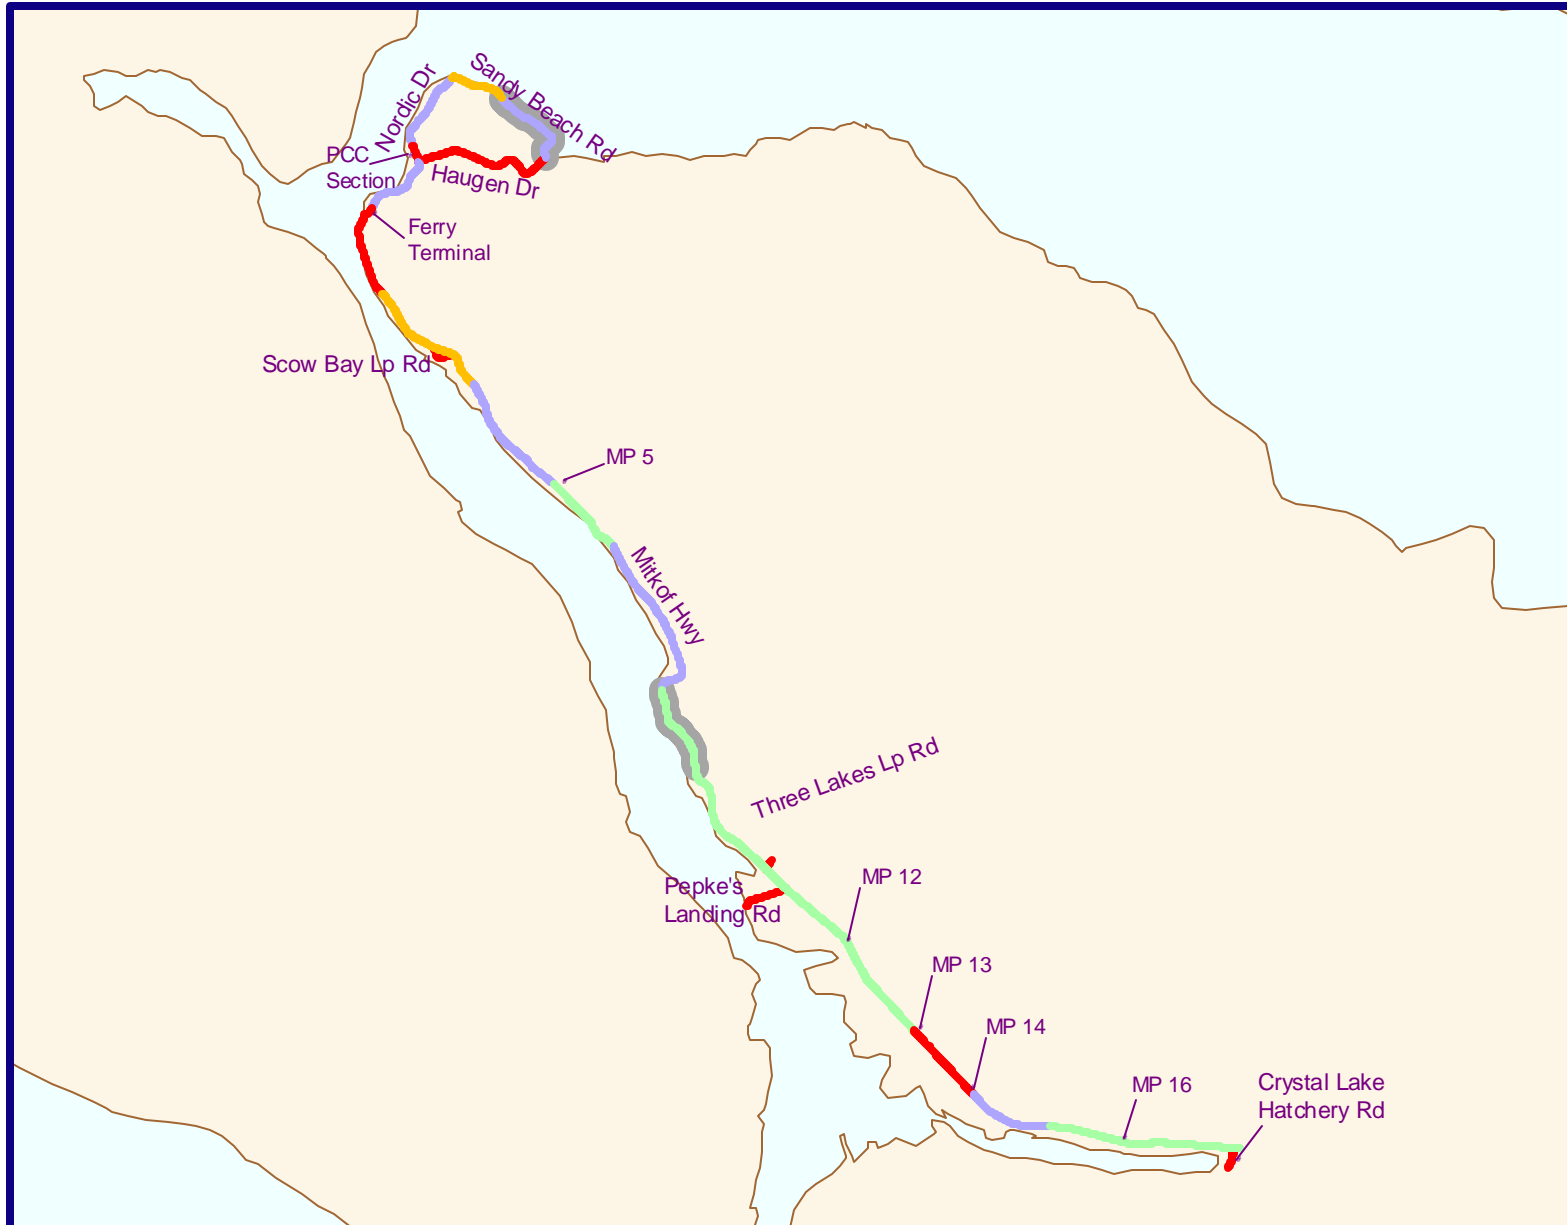 Sandy Beach Rd
Nordic Dr
PCC
Section
Haugen Dr
Ferry
Terminal
Scow Bay Lp Rd
MP 5
Mitkof Hwy
Three Lakes Lp Rd
Pepke's
Landing Rd
MP 12
MP 13
MP 14
MP 16
Crystal Lake
Hatchery Rd